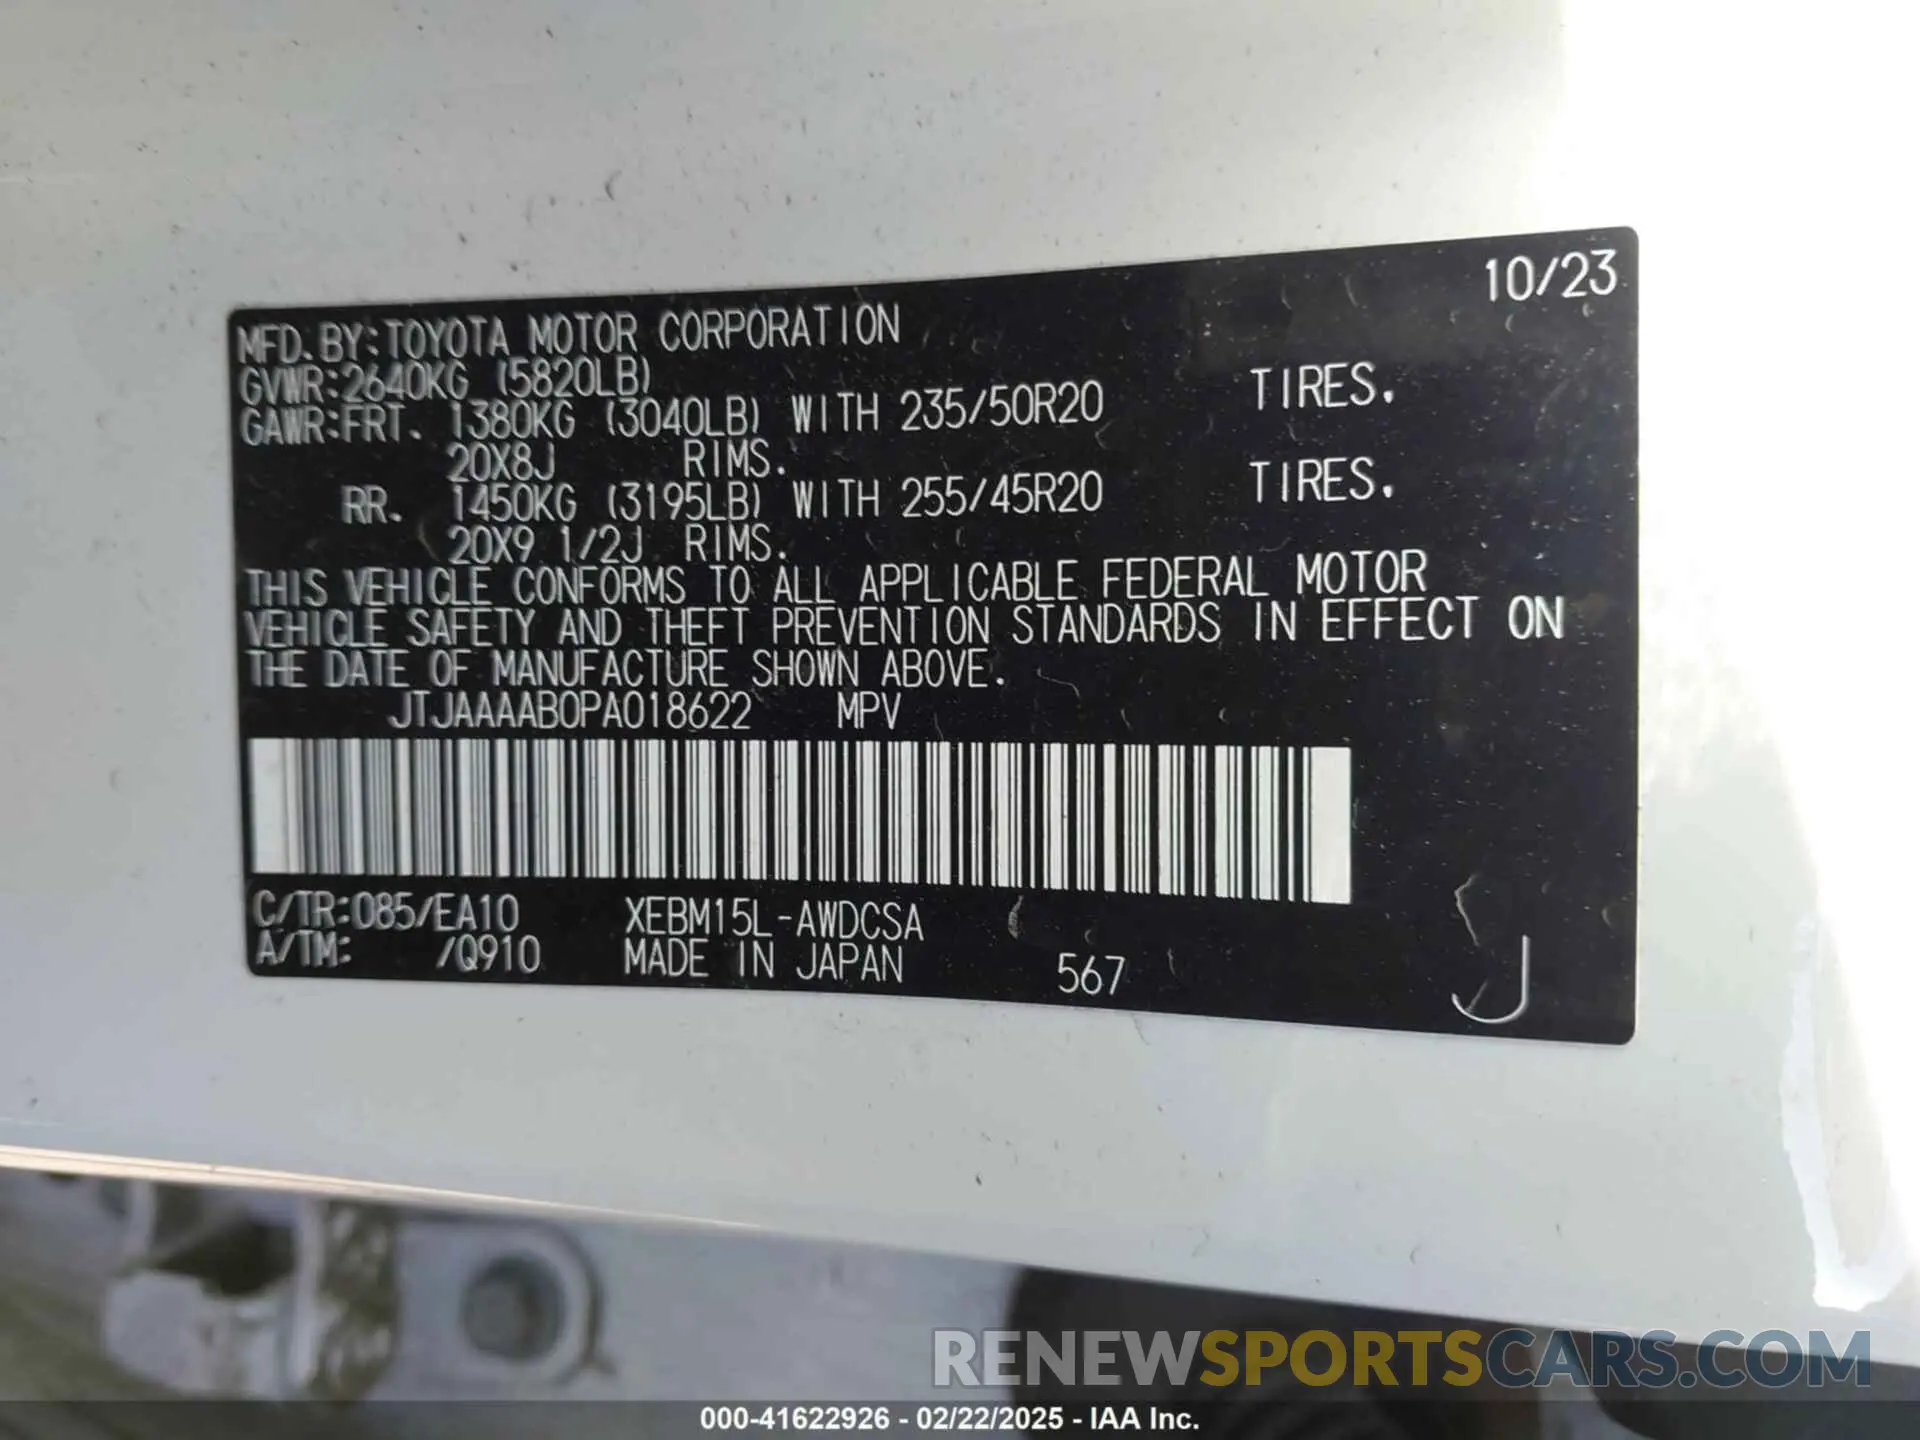 10/23
MFD. BY: TOYOTA MOTOR CORPORATION
GVWR: 2640KG (5820LB)
GAWR: FRT. 1380KG (3040LB) WITH 235/50R20 TIRES.
20X8J RIMS.
RR. 1450KG (3195LB) WITH 255/45R20 TIRES.
20X9 1/2J RIMS.
THIS VEHICLE CONFORMS TO ALL APPLICABLE FEDERAL MOTOR
VEHICLE SAFETY AND THEFT PREVENTION STANDARDS IN EFFECT ON
THE DATE OF MANUFACTURE SHOWN ABOVE.
JTJAAAAB0PA018622 MPV
C/TR:085/EA10 XEBM15L-AWDCSA
A/TM: /Q910 MADE IN JAPAN 567 J
RENEWSPORTSCARS.COM
000-41622926 - 02/22/2025 - IAA Inc.